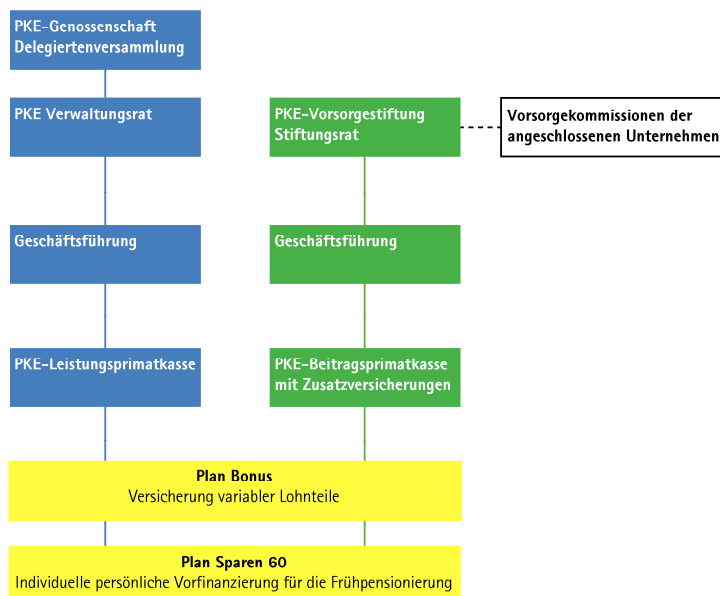 PKE-Genossenschaft
Delegiertenversammlung
PKE Verwaltungsrat
PKE-Vorsorgestiftung
Stiftungsrat
Vorsorgekommissionen der
angeschlossenen Unternehmen
Geschäftsführung
Geschäftsführung
PKE-Leistungsprimatkasse
PKE-Beitragsprimatkasse
mit Zusatzversicherungen
Plan Bonus
Versicherung variabler Lohnteile
Plan Sparen 60
Individuelle persönliche Vorfinanzierung für die Frühpensionierung